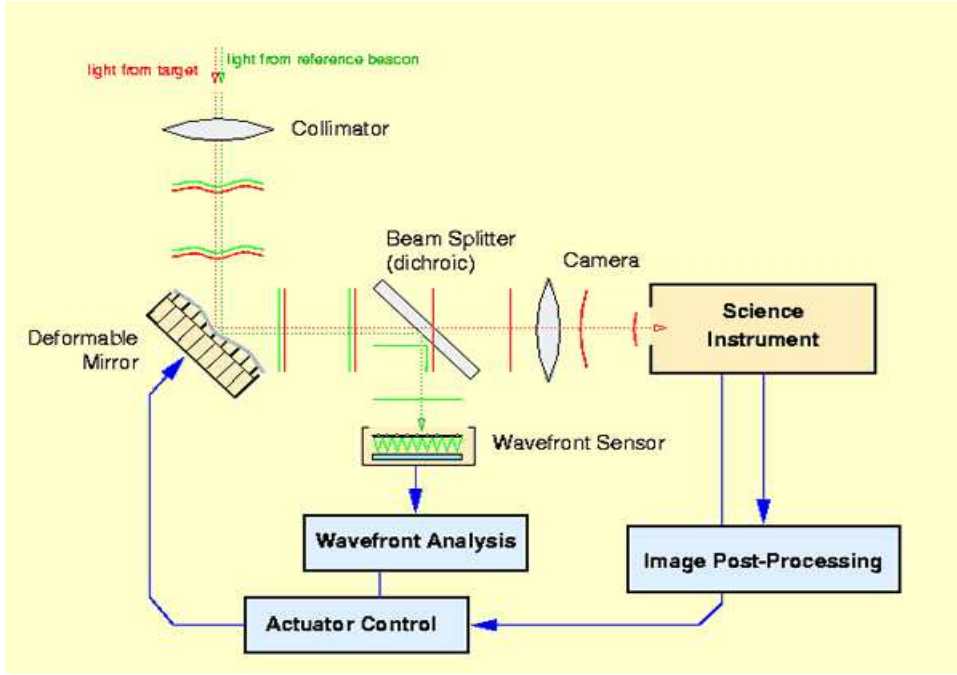 light from reference beacon
light from target
Collimator
Beam Splitter
(dichroic)
Camera
Science
Instrument
Deformable
Mirror
Wavefront Sensor
Wavefront Analysis
Image Post-Processing
Actuator Control